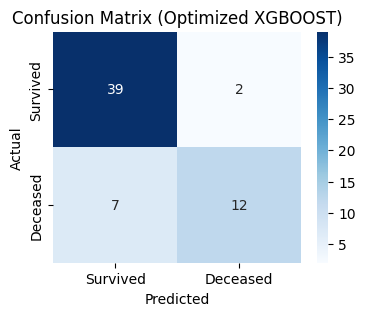 Confusion Matrix (Optimized XGBOOST)
Actual
Survived
39
2
Deceased
7
12
Survived
Deceased
Predicted
35
30
25
20
15
10
5